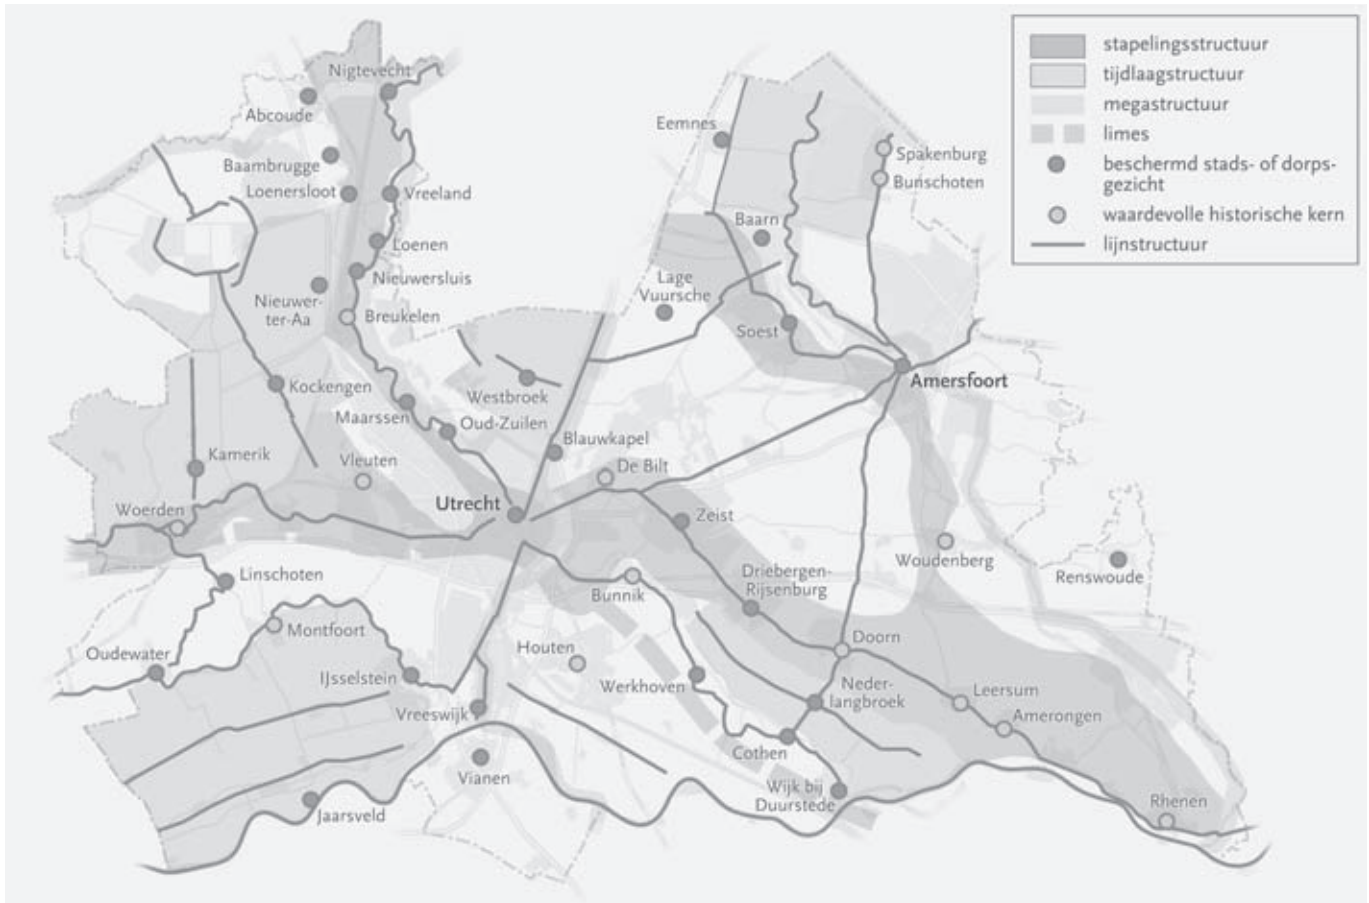 stapelingsstructuur
tijdlaagstructuur
megastructuur
limes
beschermd stads- of dorps-
gezicht
waardevolle historische kern
lijnstructuur
Nigtevecht
Abcoude
Eemnes
Baambrugge
Spakenburg
Bunschoten
Loenersloot
Vreeland
Baarn
Loenen
Nieuwersluis
Lage
Vuursche
Nieuwer-
ter-Aa
Breukelen
Soest
Amersfoort
Kockengen
Westbroek
Maarssen
Oud-Zuilen
Blauwkapel
Kamerik
Vleuten
De Bilt
Utrecht
Woerden
Zeist
Woudenberg
Renswoude
Linschoten
Driebergen-
Rijsenburg
Bunnik
Montfoort
Doorn
Houten
Oudewater
IJsselstein
Werkhoven
Neder-
langbroek
Leersum
Vreeswijk
Amerongen
Cothen
Vianen
Wijk bij
Duurstede
Rhenen
Jaarsveld